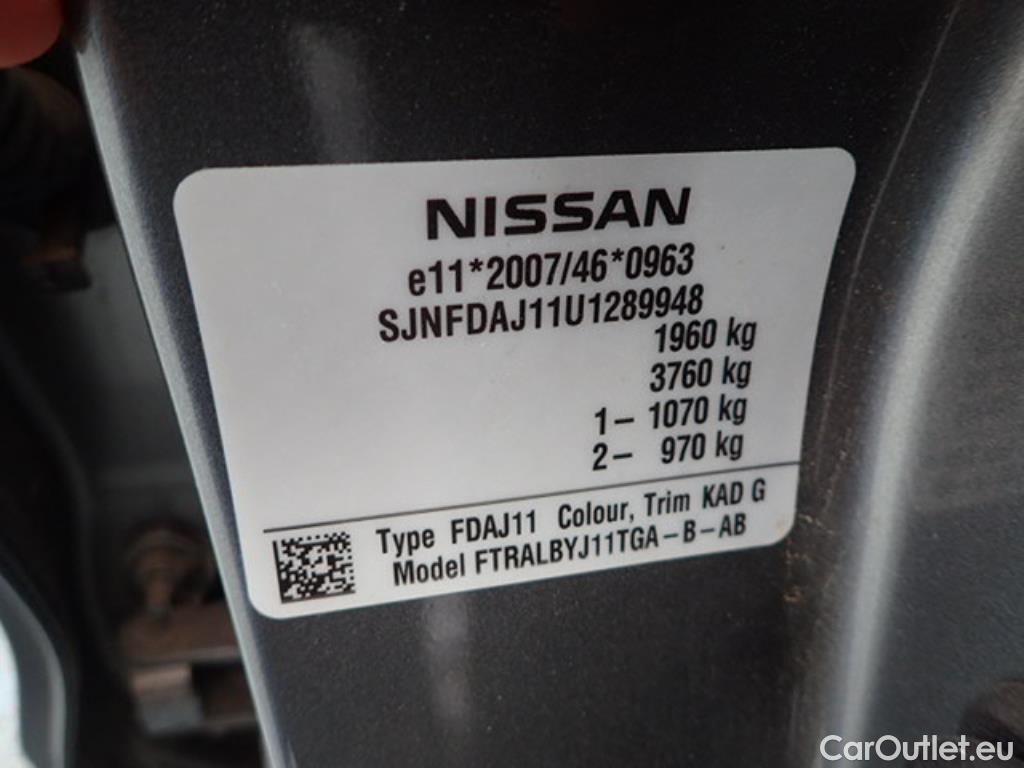 NISSAN
e11*2007/46*0963
SJNFDAJ11U1289948
1960 kg
3760 kg
1– 1070 kg
2– 970 kg
Type FDAJ11 Colour, Trim KAD G
Model FTRALBYJ11TGA–B–AB
CarOutlet.eu